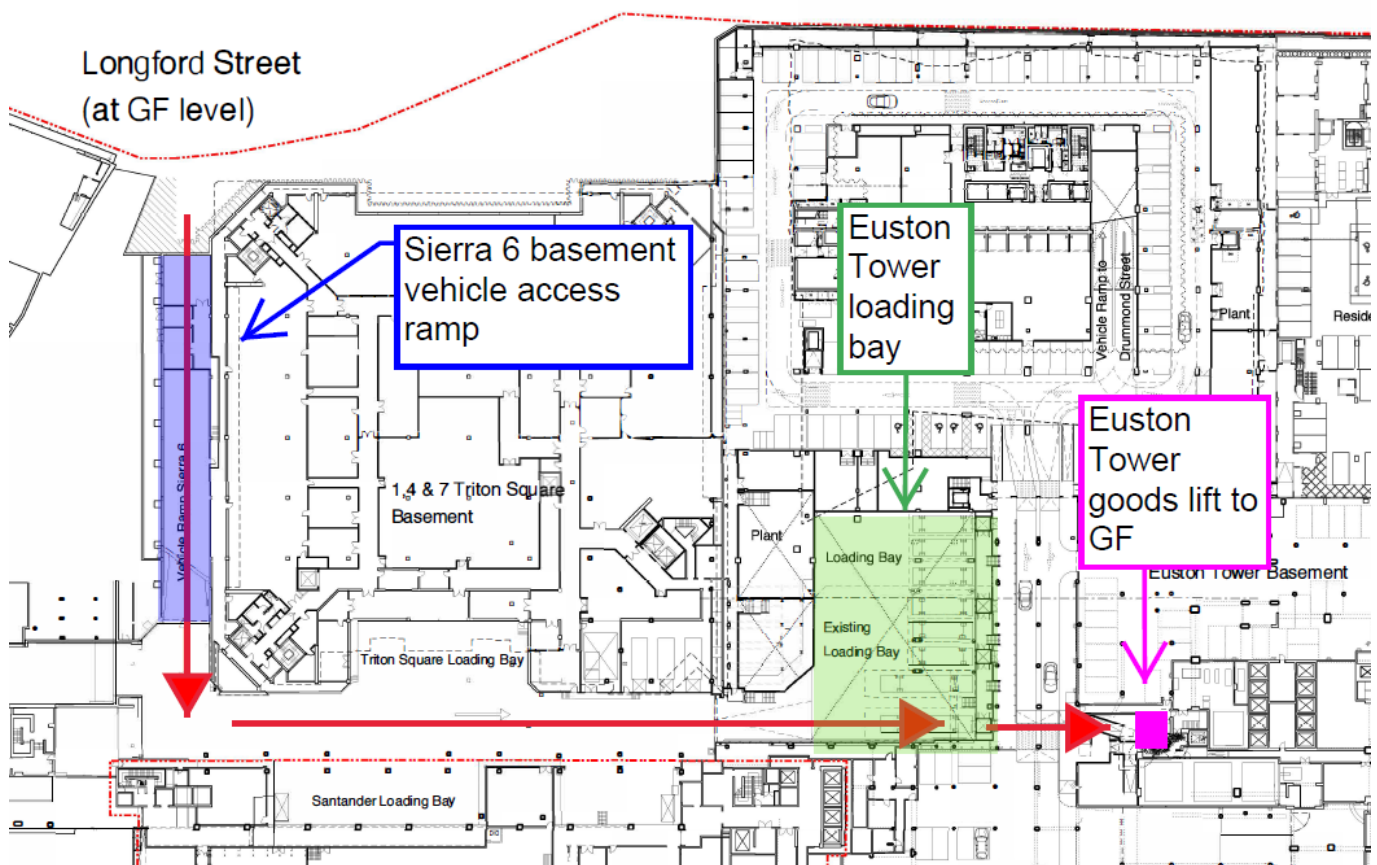 Longford Street
(at GF level)
Sierra 6 basement
vehicle access
ramp
Euston
Tower
loading
bay
Vehicle Ramp to
Drummond Street
Plant
Reside
Euston
Tower
goods lift to
GF
Vehicle Ramp Sierra 6
1,4 & 7 Triton Square
Basement
Plant
Loading Bay
Euston Tower Basement
Existing
Loading Bay
Triton Square Loading Bay
Santander Loading Bay